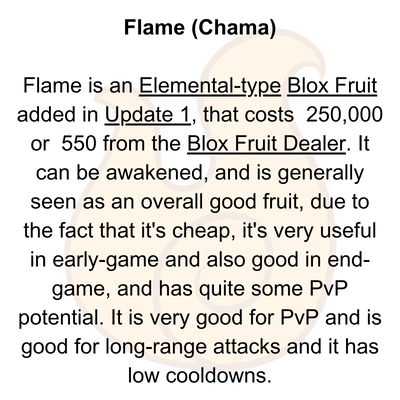 Flame (Chama)
Flame is an Elemental-type Blox Fruit
added in Update 1, that costs  250,000
or  550 from the Blox Fruit Dealer. It
can be awakened, and is generally
seen as an overall good fruit, due to
the fact that it's cheap, it's very useful
in early-game and also good in end-
game, and has quite some PvP
potential. It is very good for PvP and is
good for long-range attacks and it has
low cooldowns.